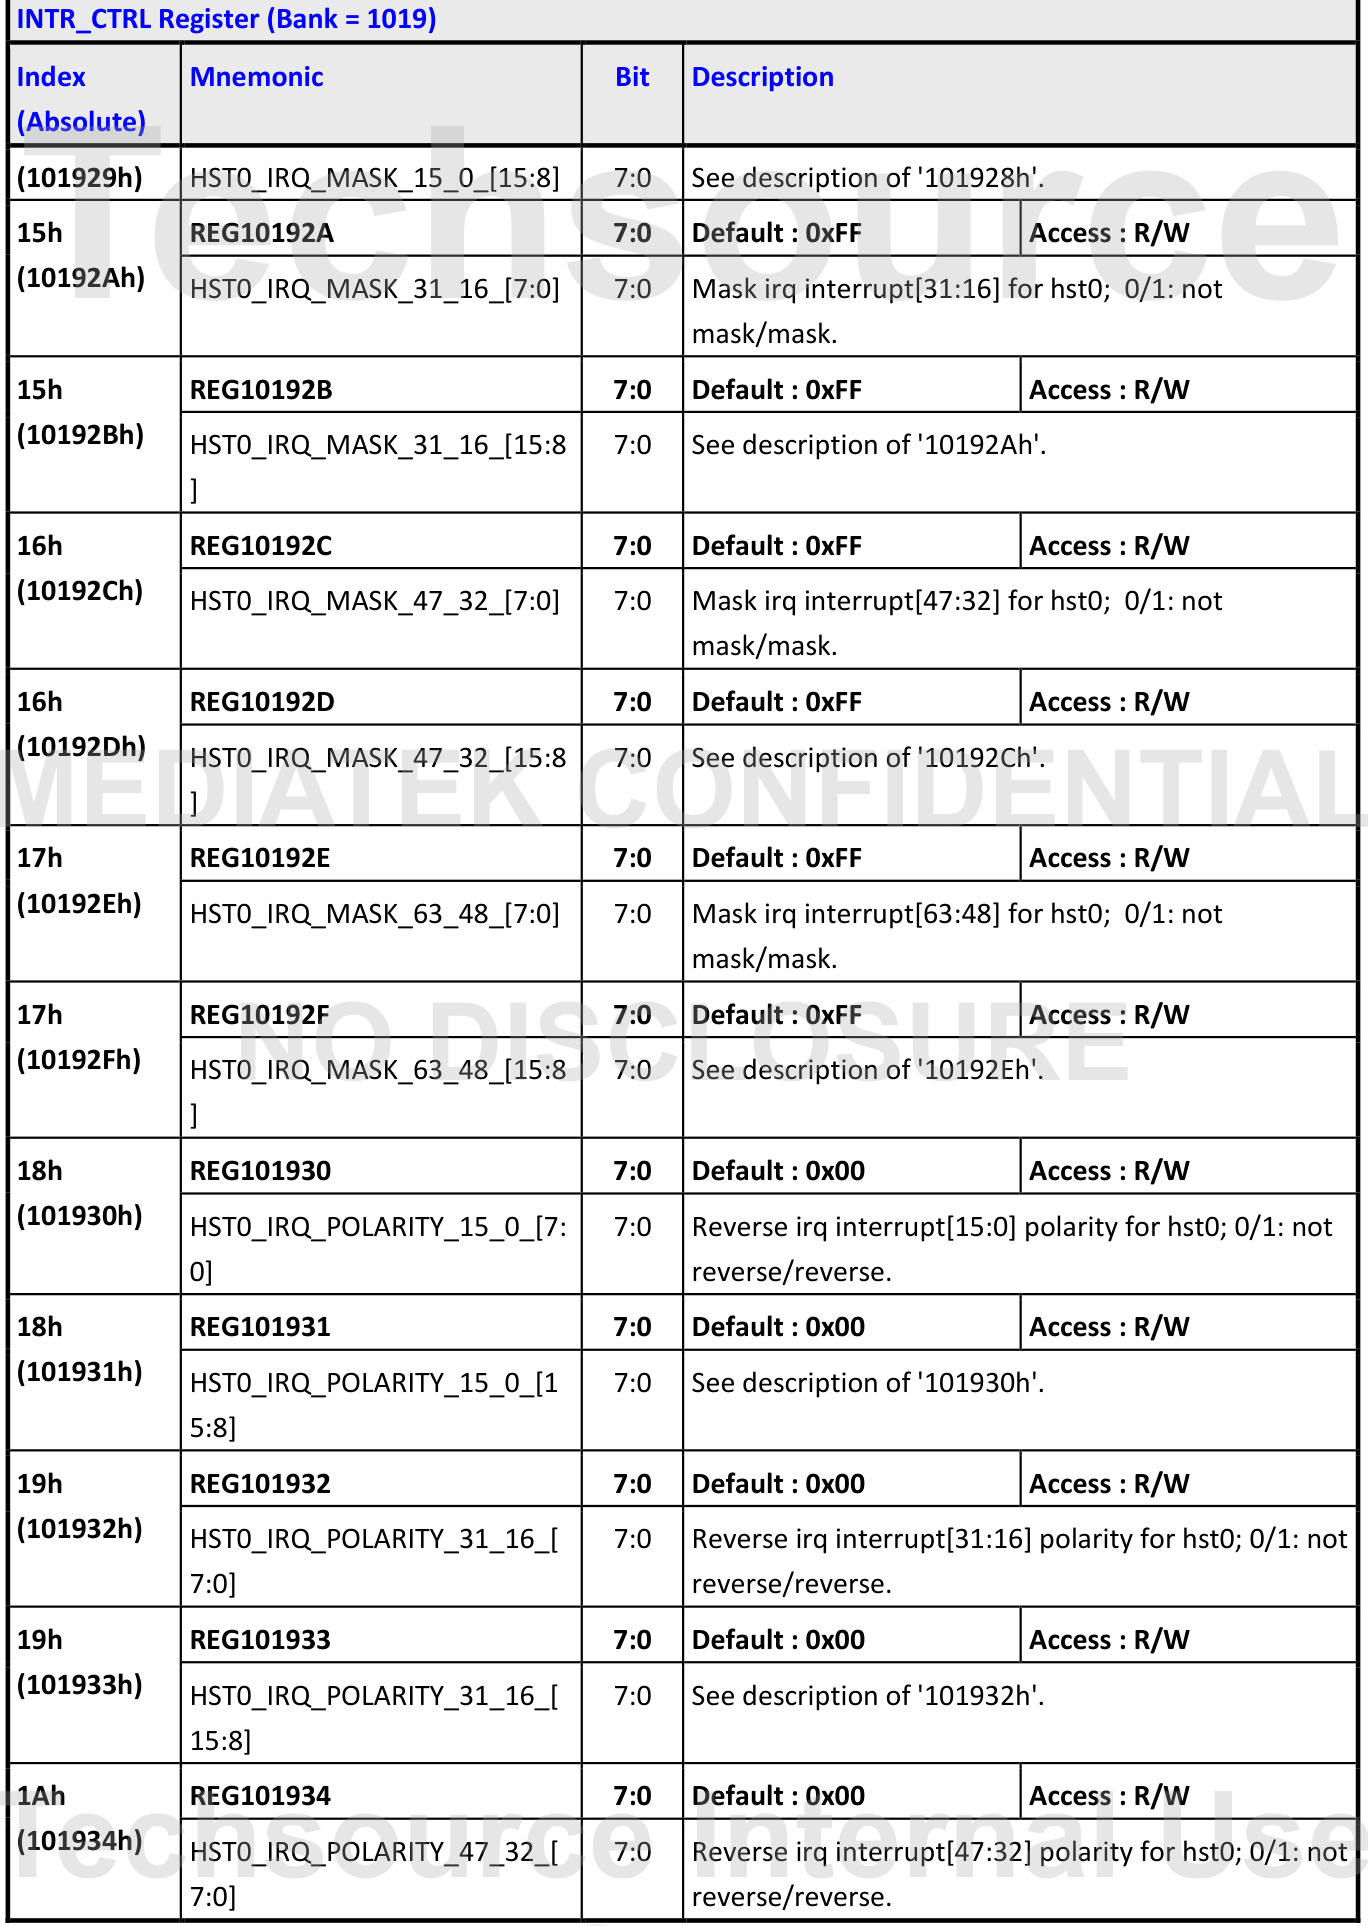 INTR_CTRL Register (Bank = 1019)
Index
(Absolute)
Mnemonic
Bit
Description
(101929h)
HST0_IRQ_MASK_15_0_[15:8]
7:0
See description of '101928h'.
15h
(10192Ah)
REG10192A
7:0
Default : 0xFF
Access : R/W
HST0_IRQ_MASK_31_16_[7:0]
7:0
Mask irq interrupt[31:16] for hst0;  0/1: not
mask/mask.
15h
(10192Bh)
REG10192B
7:0
Default : 0xFF
Access : R/W
HST0_IRQ_MASK_31_16_[15:8
]
7:0
See description of '10192Ah'.
16h
(10192Ch)
REG10192C
7:0
Default : 0xFF
Access : R/W
HST0_IRQ_MASK_47_32_[7:0]
7:0
Mask irq interrupt[47:32] for hst0;  0/1: not
mask/mask.
16h
(10192Dh)
REG10192D
7:0
Default : 0xFF
Access : R/W
HST0_IRQ_MASK_47_32_[15:8
]
7:0
See description of '10192Ch'.
17h
(10192Eh)
REG10192E
7:0
Default : 0xFF
Access : R/W
HST0_IRQ_MASK_63_48_[7:0]
7:0
Mask irq interrupt[63:48] for hst0;  0/1: not
mask/mask.
17h
(10192Fh)
REG10192F
7:0
Default : 0xFF
Access : R/W
HST0_IRQ_MASK_63_48_[15:8
]
7:0
See description of '10192Eh'.
18h
(101930h)
REG101930
7:0
Default : 0x00
Access : R/W
HST0_IRQ_POLARITY_15_0_[7:
0]
7:0
Reverse irq interrupt[15:0] polarity for hst0; 0/1: not
reverse/reverse.
18h
(101931h)
REG101931
7:0
Default : 0x00
Access : R/W
HST0_IRQ_POLARITY_15_0_[1
5:8]
7:0
See description of '101930h'.
19h
(101932h)
REG101932
7:0
Default : 0x00
Access : R/W
HST0_IRQ_POLARITY_31_16_[
7:0]
7:0
Reverse irq interrupt[31:16] polarity for hst0; 0/1: not
reverse/reverse.
19h
(101933h)
REG101933
7:0
Default : 0x00
Access : R/W
HST0_IRQ_POLARITY_31_16_[
15:8]
7:0
See description of '101932h'.
1Ah
(101934h)
REG101934
7:0
Default : 0x00
Access : R/W
HST0_IRQ_POLARITY_47_32_[
7:0]
7:0
Reverse irq interrupt[47:32] polarity for hst0; 0/1: not
reverse/reverse.
Techsource
MEDIATEK CONFIDENTIAL
NO DISCLOSURE
Techsource Internal Use